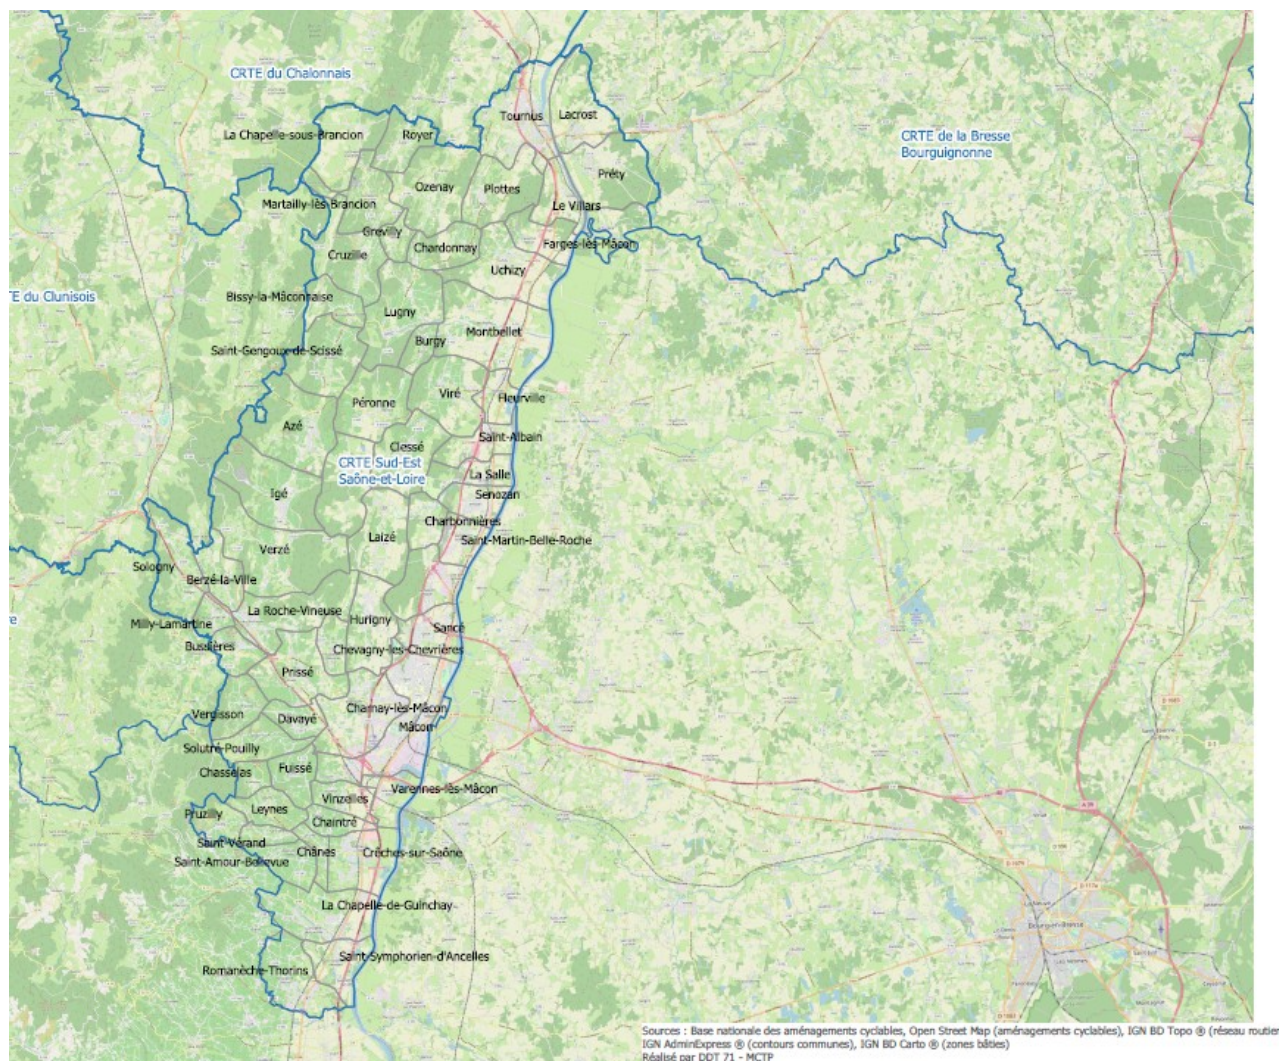 CRTE du Chalonnais
Tournus
Lacrost
La Chapelle-sous-Brancion
Royer
CRTE de la Bresse
Bourguignonne
Préty
Ozenay
Plottes
Martailly-lès-Brancion
Le Villars
Grevilly
Farges-lès-Mâcon
Chardonnay
Cruzille
Uchizy
TE du Clunisois
Bissy-la-Mâconnaise
Lugny
Montbellet
Burgy
Saint-Gengoux-de-Scissé
Viré
Fleurville
Péronne
Azé
Saint-Albain
Clessé
CRTE Sud-Est
Saône-et-Loire
La Salle
Igé
Senozan
Charbonnières
Laizé
Saint-Martin-Belle-Roche
Verzé
Sologny
Berzé-la-Ville
La Roche-Vineuse
Hurigny
Milly-Lamartine
Sancé
Bussières
Chevagny-les-Chevrières
Prissé
Charnay-lès-Mâcon
Vergisson
Davayé
Mâcon
Solutré-Pouilly
Fuissé
Chasselas
Varennes-lès-Mâcon
Vinzelles
Leynes
Pruzilly
Chaintré
Saint-Vérand
Chânes
Crêches-sur-Saône
Saint-Amour-Bellevue
La Chapelle-de-Guinchay
Bourg-en-Bresse
Saint-Symphorien-d'Ancelles
Romanèche-Thorins
Sources : Base nationale des aménagements cyclables, Open Street Map (aménagements cyclables), IGN BD Topo ® (réseau routier
IGN AdminExpress ® (contours communes), IGN BD Carto ® (zones bâties)
Réalisé par DDT 71 - MCTP